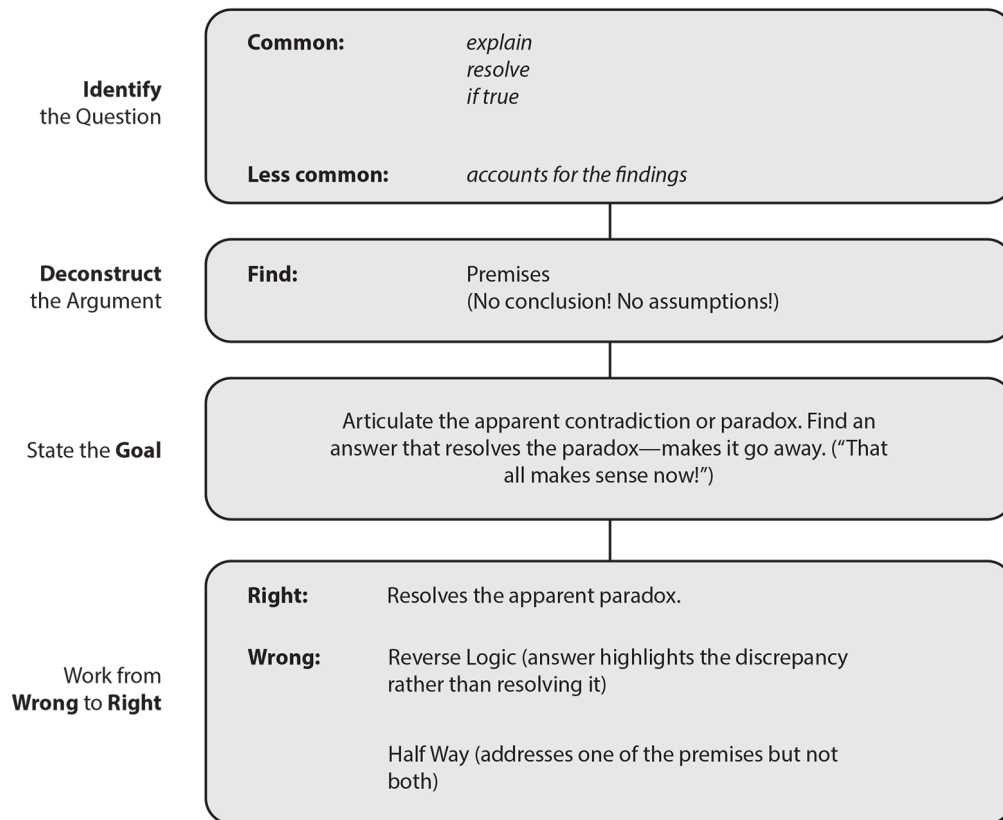 Identify
the Question
Common:
explain
resolve
if true
Less common:
accounts for the findings
Deconstruct
the Argument
Find:
Premises
(No conclusion! No assumptions!)
State the Goal
Articulate the apparent contradiction or paradox. Find an
answer that resolves the paradox—makes it go away. (“That
all makes sense now!”)
Work from
Wrong to Right
Right:
Resolves the apparent paradox.
Wrong:
Reverse Logic (answer highlights the discrepancy
rather than resolving it)
Half Way (addresses one of the premises but not
both)